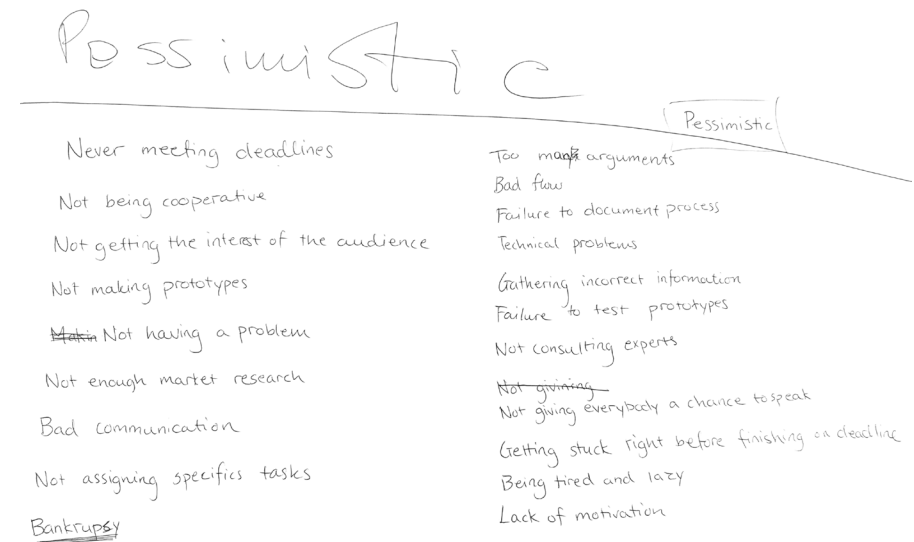 Pessimistic
Never meeting deadlines
Not being cooperative
Not getting the interest of the audience
Not making prototypes
Makin Not having a problem
Not enough market research
Bad communication
Not assigning specifics tasks
Bankrupsy
Pessimistic
Too many arguments
Bad flow
Failure to document process
Technical problems
Gathering incorrect information
Failure to test prototypes
Not consulting experts
Not givining
Not giving everybody a chance to speak
Getting stuck right before finishing on deadline
Being tired and lazy
Lack of motivation